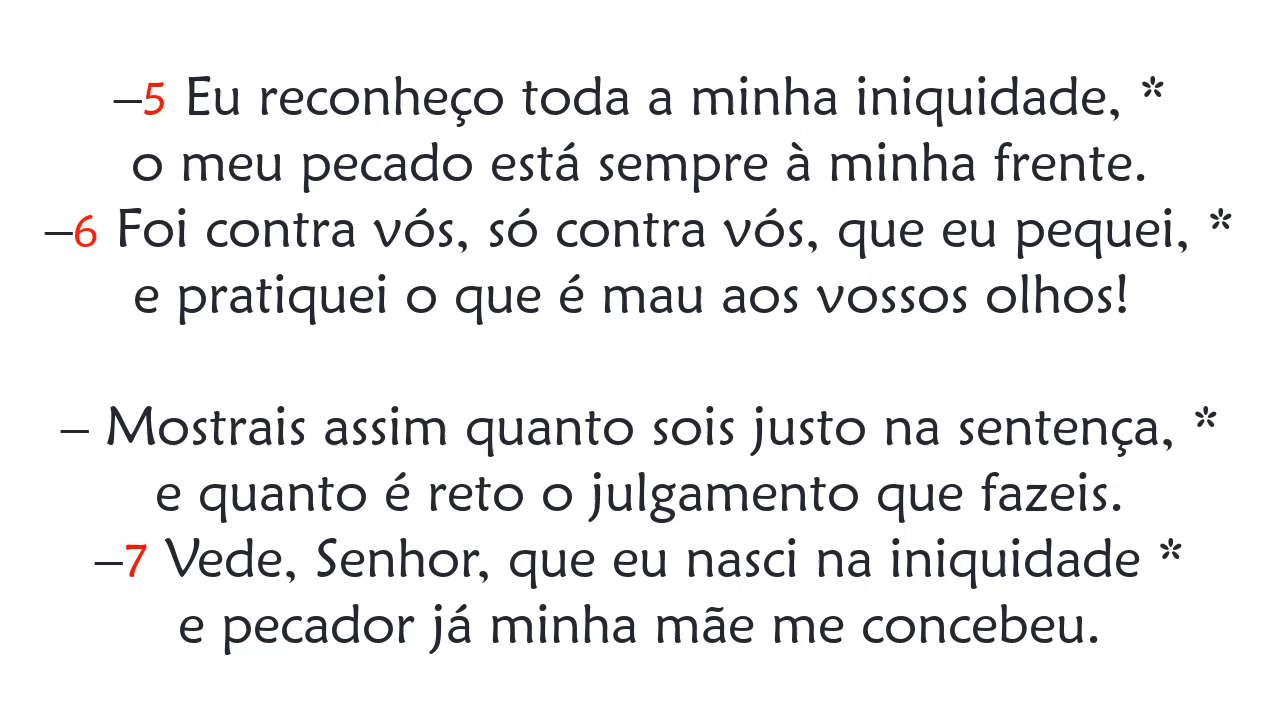 –5 Eu reconheço toda a minha iniquidade, *
o meu pecado está sempre à minha frente.
–6 Foi contra vós, só contra vós, que eu pequei, *
e pratiquei o que é mau aos vossos olhos!
– Mostrais assim quanto sois justo na sentença, *
e quanto é reto o julgamento que fazeis.
–7 Vede, Senhor, que eu nasci na iniquidade *
e pecador já minha mãe me concebeu.